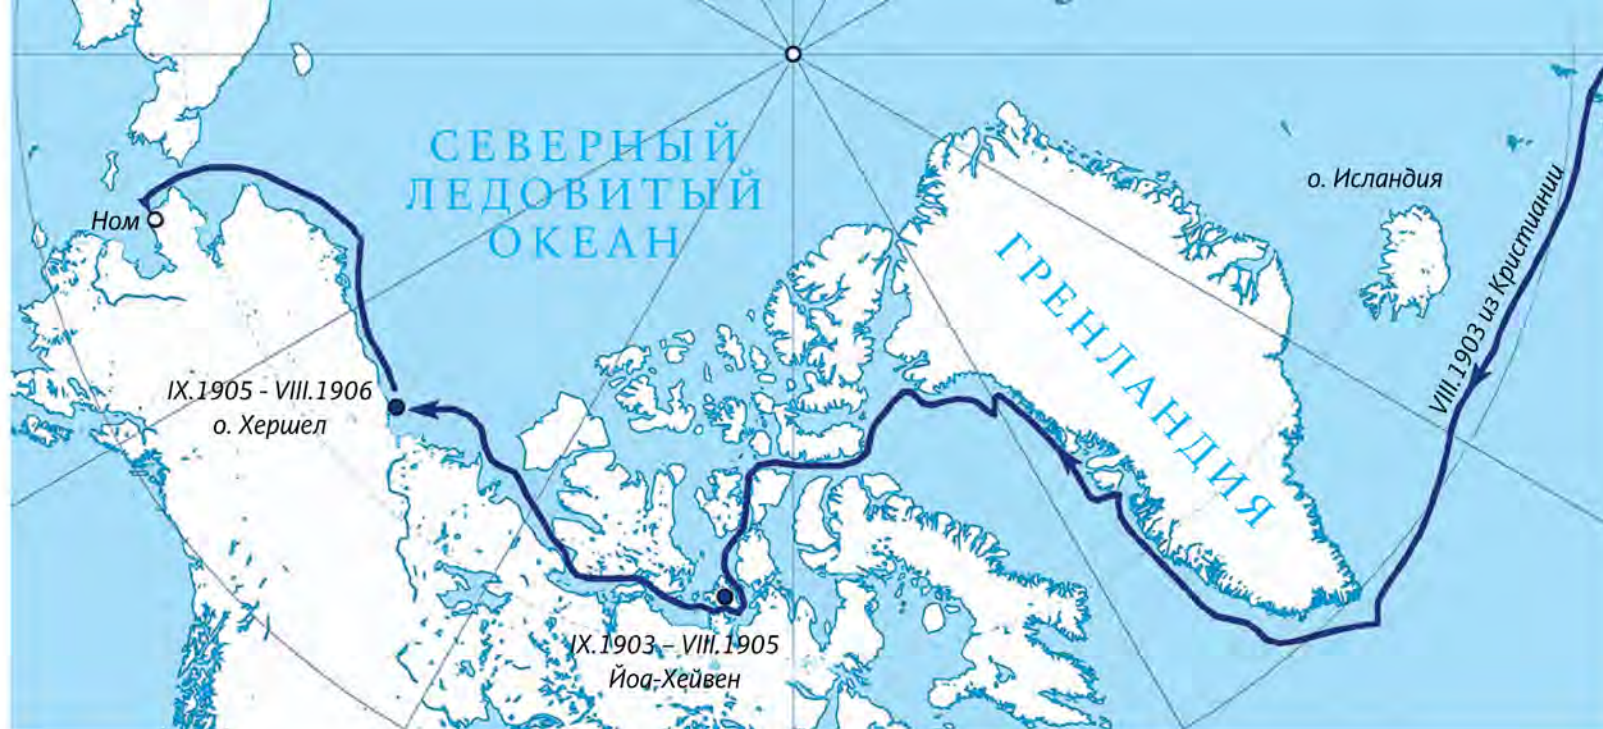 СЕВЕРНЫЙ
ЛЕДОВИТЫЙ
ОКЕАН
о. Исландия
Ном
ГРЕНЛАНДИЯ
VIII.1903 из Кристиании
IX.1905 - VIII.1906
о. Хершел
IX.1903 – VIII.1905
Йоа-Хейвен